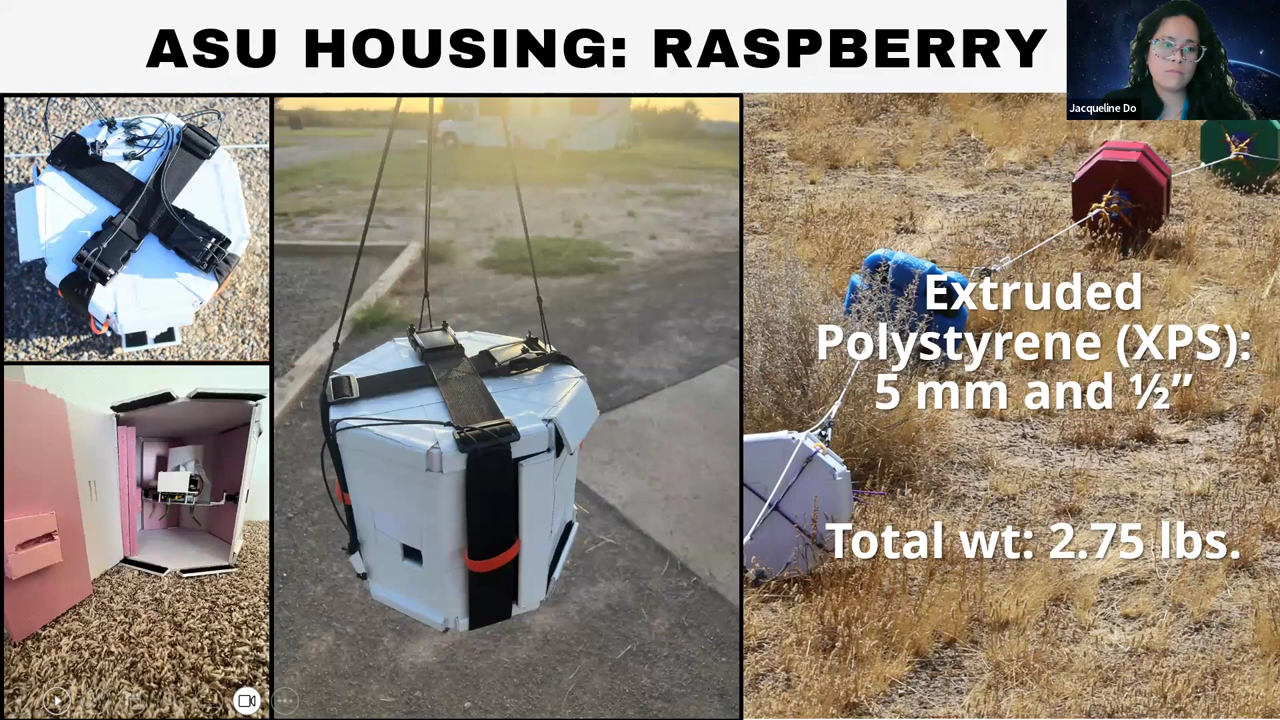 ASU HOUSING: RASPBERRY
Jacqueline Do
Extruded
Polystyrene (XPS):
5 mm and ½”
Total wt: 2.75 lbs.